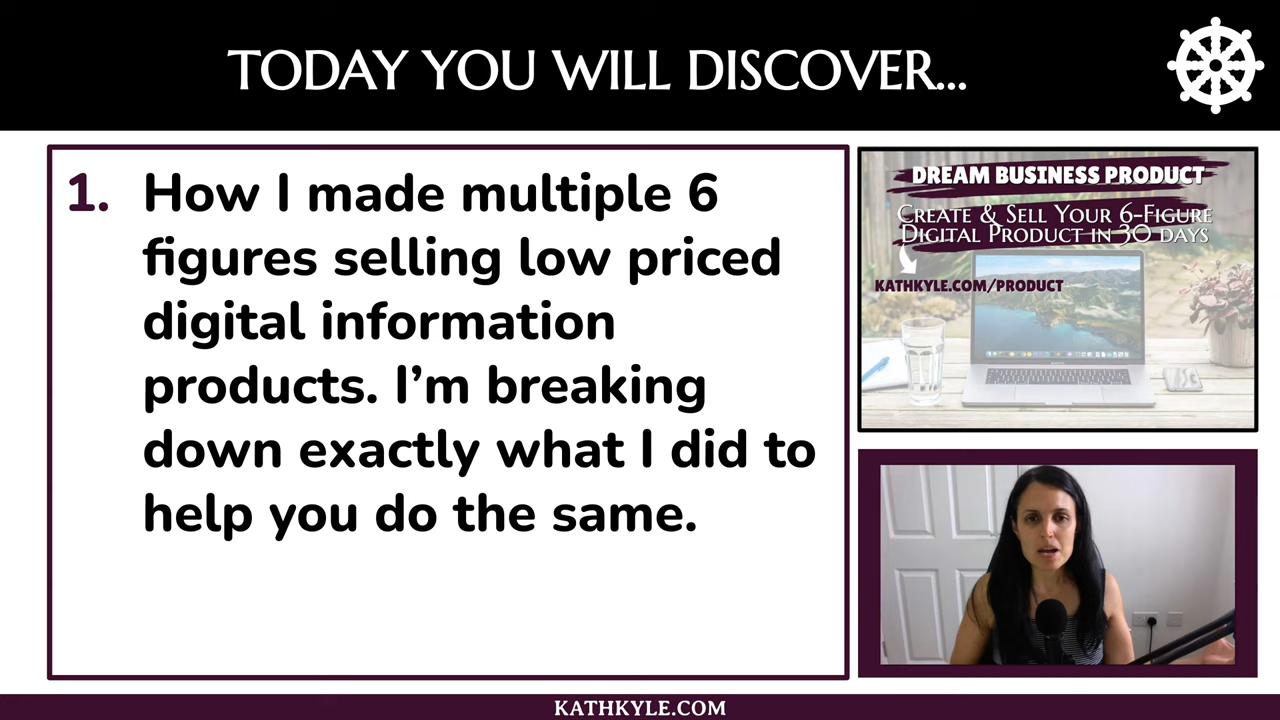 TODAY YOU WILL DISCOVER...
1. How I made multiple 6
figures selling low priced
digital information
products. I’m breaking
down exactly what I did to
help you do the same.
DREAM BUSINESS PRODUCT
CREATE & SELL YOUR 6-FIGURE
DIGITAL PRODUCT IN 30 DAYS
KATHKYLE.COM/PRODUCT
KATHKYLE.COM